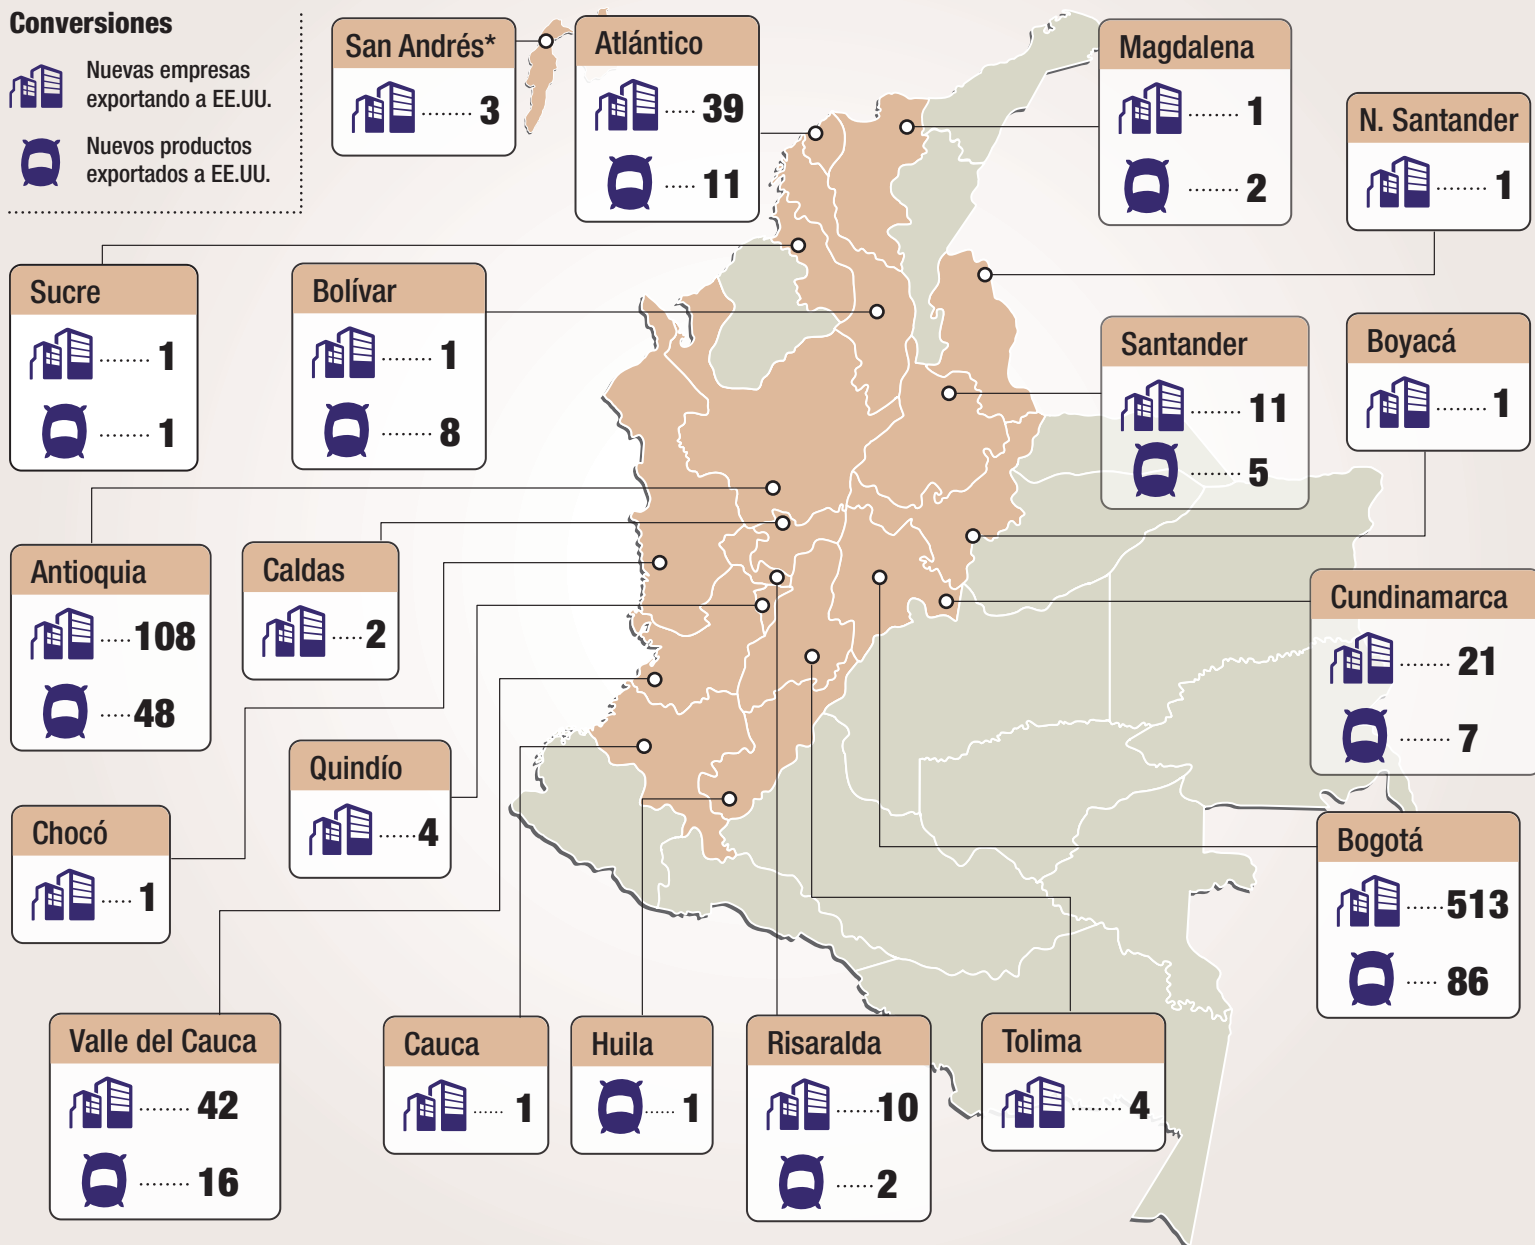 Conversiones
Nuevas empresas
exportando a EE.UU.
Nuevos productos
exportados a EE.UU.
San Andrés*
3
Atlántico
39
11
Magdalena
1
2
N. Santander
1
Sucre
1
1
Bolívar
1
8
Santander
11
5
Boyacá
1
Antioquia
108
48
Caldas
2
Cundinamarca
21
7
Quindío
4
Chocó
1
Bogotá
513
86
Valle del Cauca
42
16
Cauca
1
Huila
1
Risaralda
10
2
Tolima
4